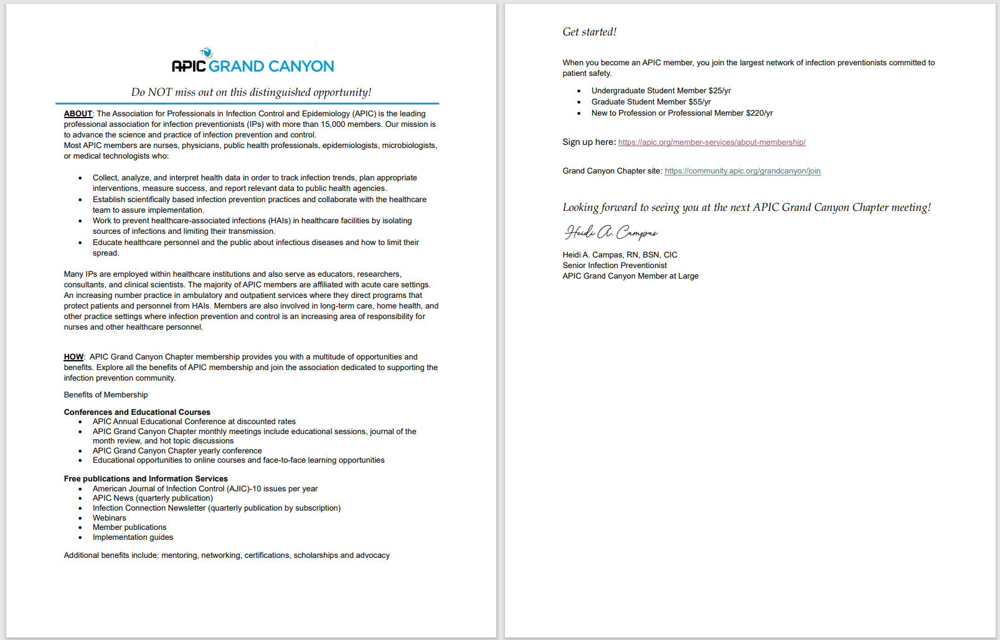 APIC GRAND CANYON
Do NOT miss out on this distinguished opportunity!
ABOUT: The Association for Professionals in Infection Control and Epidemiology (APIC) is the leading
professional association for infection preventionists (IPs) with more than 15,000 members. Our mission is
to advance the science and practice of infection prevention and control.
Most APIC members are nurses, physicians, public health professionals, epidemiologists, microbiologists,
or medical technologists who:
• Collect, analyze, and interpret health data in order to track infection trends, plan appropriate
interventions, measure success, and report relevant data to public health agencies.
• Establish scientifically based infection prevention practices and collaborate with the healthcare
team to assure implementation.
• Work to prevent healthcare-associated infections (HAIs) in healthcare facilities by isolating
sources of infections and limiting their transmission.
• Educate healthcare personnel and the public about infectious diseases and how to limit their
spread.
Many IPs are employed within healthcare institutions and also serve as educators, researchers,
consultants, and clinical scientists. The majority of APIC members are affiliated with acute care settings.
An increasing number practice in ambulatory and outpatient services where they direct programs that
protect patients and personnel from HAIs. Members are also involved in long-term care, home health, and
other practice settings where infection prevention and control is an increasing area of responsibility for
nurses and other healthcare personnel.
HOW: APIC Grand Canyon Chapter membership provides you with a multitude of opportunities and
benefits. Explore all the benefits of APIC membership and join the association dedicated to supporting the
infection prevention community.
Benefits of Membership
Conferences and Educational Courses
• APIC Annual Educational Conference at discounted rates
• APIC Grand Canyon Chapter monthly meetings include educational sessions, journal of the
month review, and hot topic discussions
• APIC Grand Canyon Chapter yearly conference
• Educational opportunities to online courses and face-to-face learning opportunities
Free publications and Information Services
• American Journal of Infection Control (AJIC)-10 issues per year
• APIC News (quarterly publication)
• Infection Connection Newsletter (quarterly publication by subscription)
• Webinars
• Member publications
• Implementation guides
Additional benefits include: mentoring, networking, certifications, scholarships and advocacy
Get started!
When you become an APIC member, you join the largest network of infection preventionists committed to
patient safety.
• Undergraduate Student Member $25/yr
• Graduate Student Member $55/yr
• New to Profession or Professional Member $220/yr
Sign up here: https://apic.org/member-services/about-membership/
Grand Canyon Chapter site: https://community.apic.org/grandcanyon/join
Looking forward to seeing you at the next APIC Grand Canyon Chapter meeting!
Heidi A. Campas
Heidi A. Campas, RN, BSN, CIC
Senior Infection Preventionist
APIC Grand Canyon Member at Large